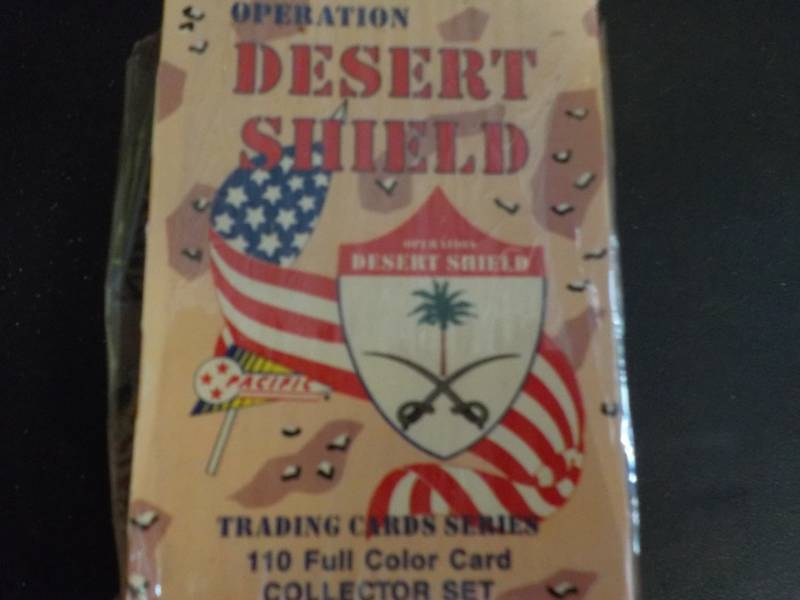 OPERATION
DESERT
SHIELD
OPERATION
DESERT SHIELD
PACIFIC
TRADING CARDS SERIES
110 Full Color Card
COLLECTOR SET